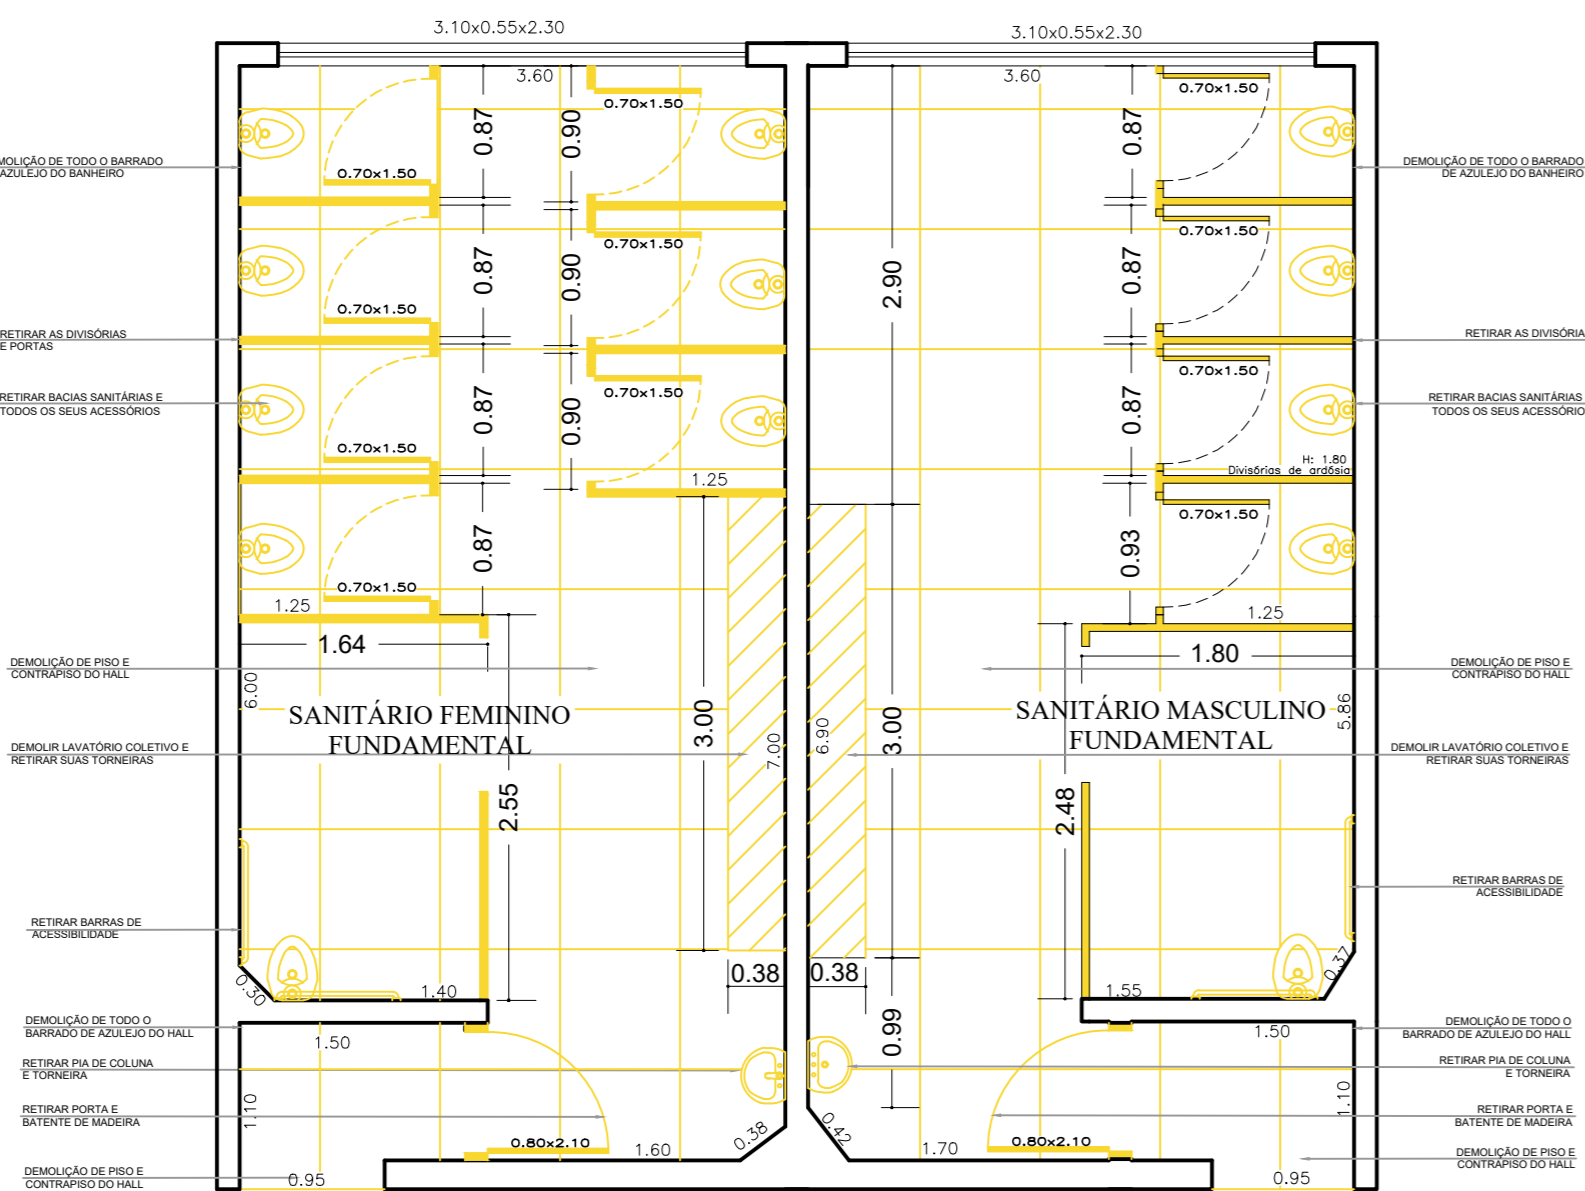 3.10x0.55x2.30
3.10x0.55x2.30
3.60
3.60
0.70x1.50
0.70x1.50
0.87
0.90
0.87
MOLIÇÃO DE TODO O BARRADO
AZULEJO DO BANHEIRO
DEMOLIÇÃO DE TODO O BARRADO
DE AZULEJO DO BANHEIRO
0.70x1.50
0.70x1.50
0.70x1.50
0.87
0.90
0.87
2.90
0.70x1.50
RETIRAR AS DIVISÓRIAS
E PORTAS
RETIRAR AS DIVISÓRIA
0.70x1.50
0.70x1.50
0.87
0.90
0.87
RETIRAR BACIAS SANITÁRIAS E
TODOS OS SEUS ACESSÓRIOS
RETIRAR BACIAS SANITÁRIAS
TODOS OS SEUS ACESSÓRIO
0.70x1.50
H: 1.80
Divisórias de ardósia
1.25
0.70x1.50
0.87
0.93
0.70x1.50
1.25
1.25
1.64
1.80
DEMOLIÇÃO DE PISO E
CONTRAPISO DO HALL
DEMOLIÇÃO DE PISO E
CONTRAPISO DO HALL
6.00
5.86
SANITÁRIO FEMININO
FUNDAMENTAL
SANITÁRIO MASCULINO
FUNDAMENTAL
3.00
7.00
6.90
3.00
DEMOLIR LAVATÓRIO COLETIVO E
RETIRAR SUAS TORNEIRAS
DEMOLIR LAVATÓRIO COLETIVO E
RETIRAR SUAS TORNEIRAS
2.55
2.48
RETIRAR BARRAS DE
ACESSIBILIDADE
RETIRAR BARRAS DE
ACESSIBILIDADE
0.38
0.38
0.30
1.40
1.55
0.37
DEMOLIÇÃO DE TODO O
BARRADO DE AZULEJO DO HALL
DEMOLIÇÃO DE TODO O
BARRADO DE AZULEJO DO HALL
1.50
0.99
1.50
RETIRAR PIA DE COLUNA
E TORNEIRA
RETIRAR PIA DE COLUNA
E TORNEIRA
1.10
1.10
RETIRAR PORTA E
BATENTE DE MADEIRA
RETIRAR PORTA E
BATENTE DE MADEIRA
0.80x2.10
1.60
0.38
0.42
1.70
0.80x2.10
DEMOLIÇÃO DE PISO E
CONTRAPISO DO HALL
DEMOLIÇÃO DE PISO E
CONTRAPISO DO HALL
0.95
0.95